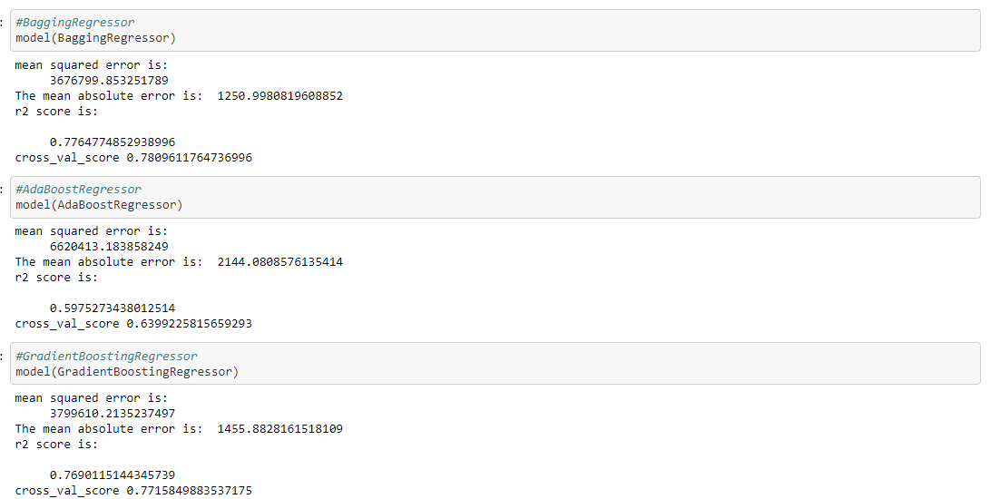 :
#BaggingRegressor
model(BaggingRegressor)
mean squared error is:
3676799.853251789
The mean absolute error is:  1250.9980819608852
r2 score is:
0.7764774852938996
cross_val_score 0.7809611764736996
:
#AdaBoostRegressor
model(AdaBoostRegressor)
mean squared error is:
6620413.183858249
The mean absolute error is:  2144.0808576135414
r2 score is:
0.5975273438012514
cross_val_score 0.6399225815659293
:
#GradientBoostingRegressor
model(GradientBoostingRegressor)
mean squared error is:
3799610.2135237497
The mean absolute error is:  1455.8828161518109
r2 score is:
0.7690115144345739
cross_val_score 0.7715849883537175